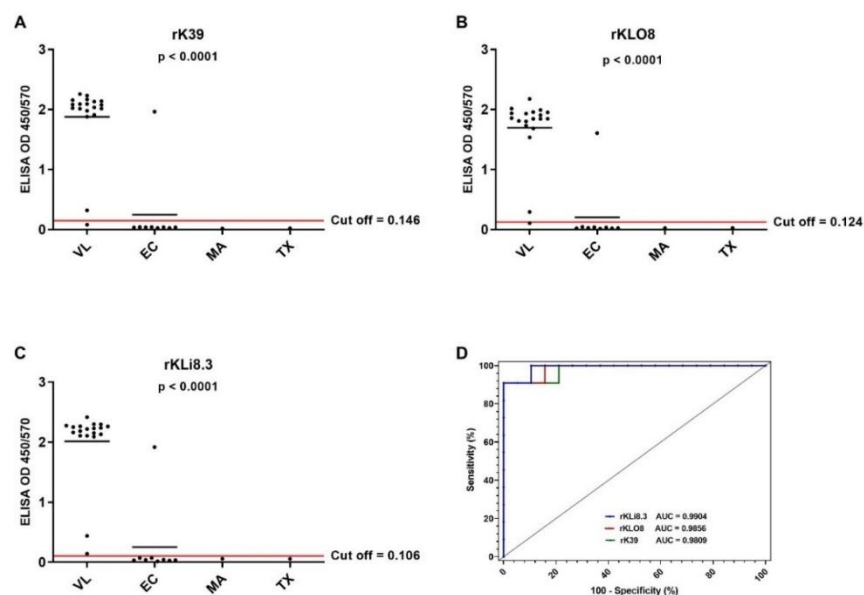 A
rK39
p < 0.0001
ELISA OD 450/570
3
2
1
0
Cut off = 0.146
VL
EC
MA
TX
B
rKLO8
p < 0.0001
ELISA OD 450/570
3
2
1
0
Cut off = 0.124
VL
EC
MA
TX
C
rKLi8.3
p < 0.0001
ELISA OD 450/570
3
2
1
0
Cut off = 0.106
VL
EC
MA
TX
D
Sensitivity (%)
100
80
60
40
20
0
rKLi8.3 AUC = 0.9904
rKLO8 AUC = 0.9856
rK39 AUC = 0.9809
0 20 40 60 80 100
100 - Specificity (%)